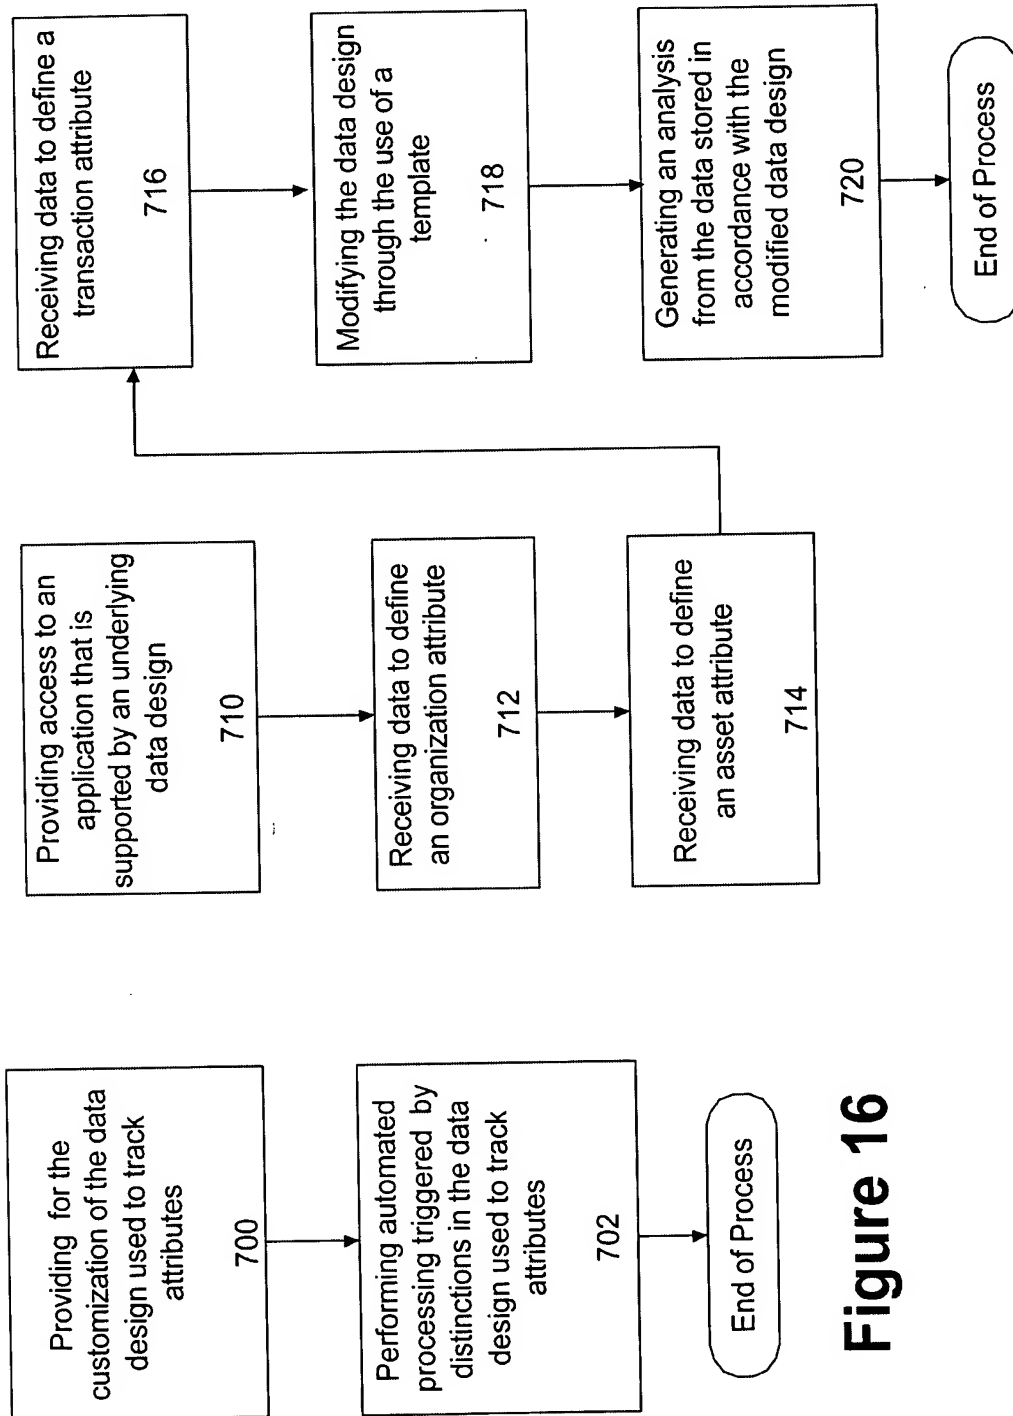 Providing for the
customization of the data
design used to track
attributes
700
Performing automated
processing triggered by
distinctions in the data
design used to track
attributes
702
End of Process
Providing access to an
application that is
supported by an underlying
data design
710
Receiving data to define
an organization attribute
712
Receiving data to define
an asset attribute
714
Receiving data to define a
transaction attribute
716
Modifying the data design
through the use of a
template
718
Generating an analysis
from the data stored in
accordance with the
modified data design
720
End of Process
Figure 16